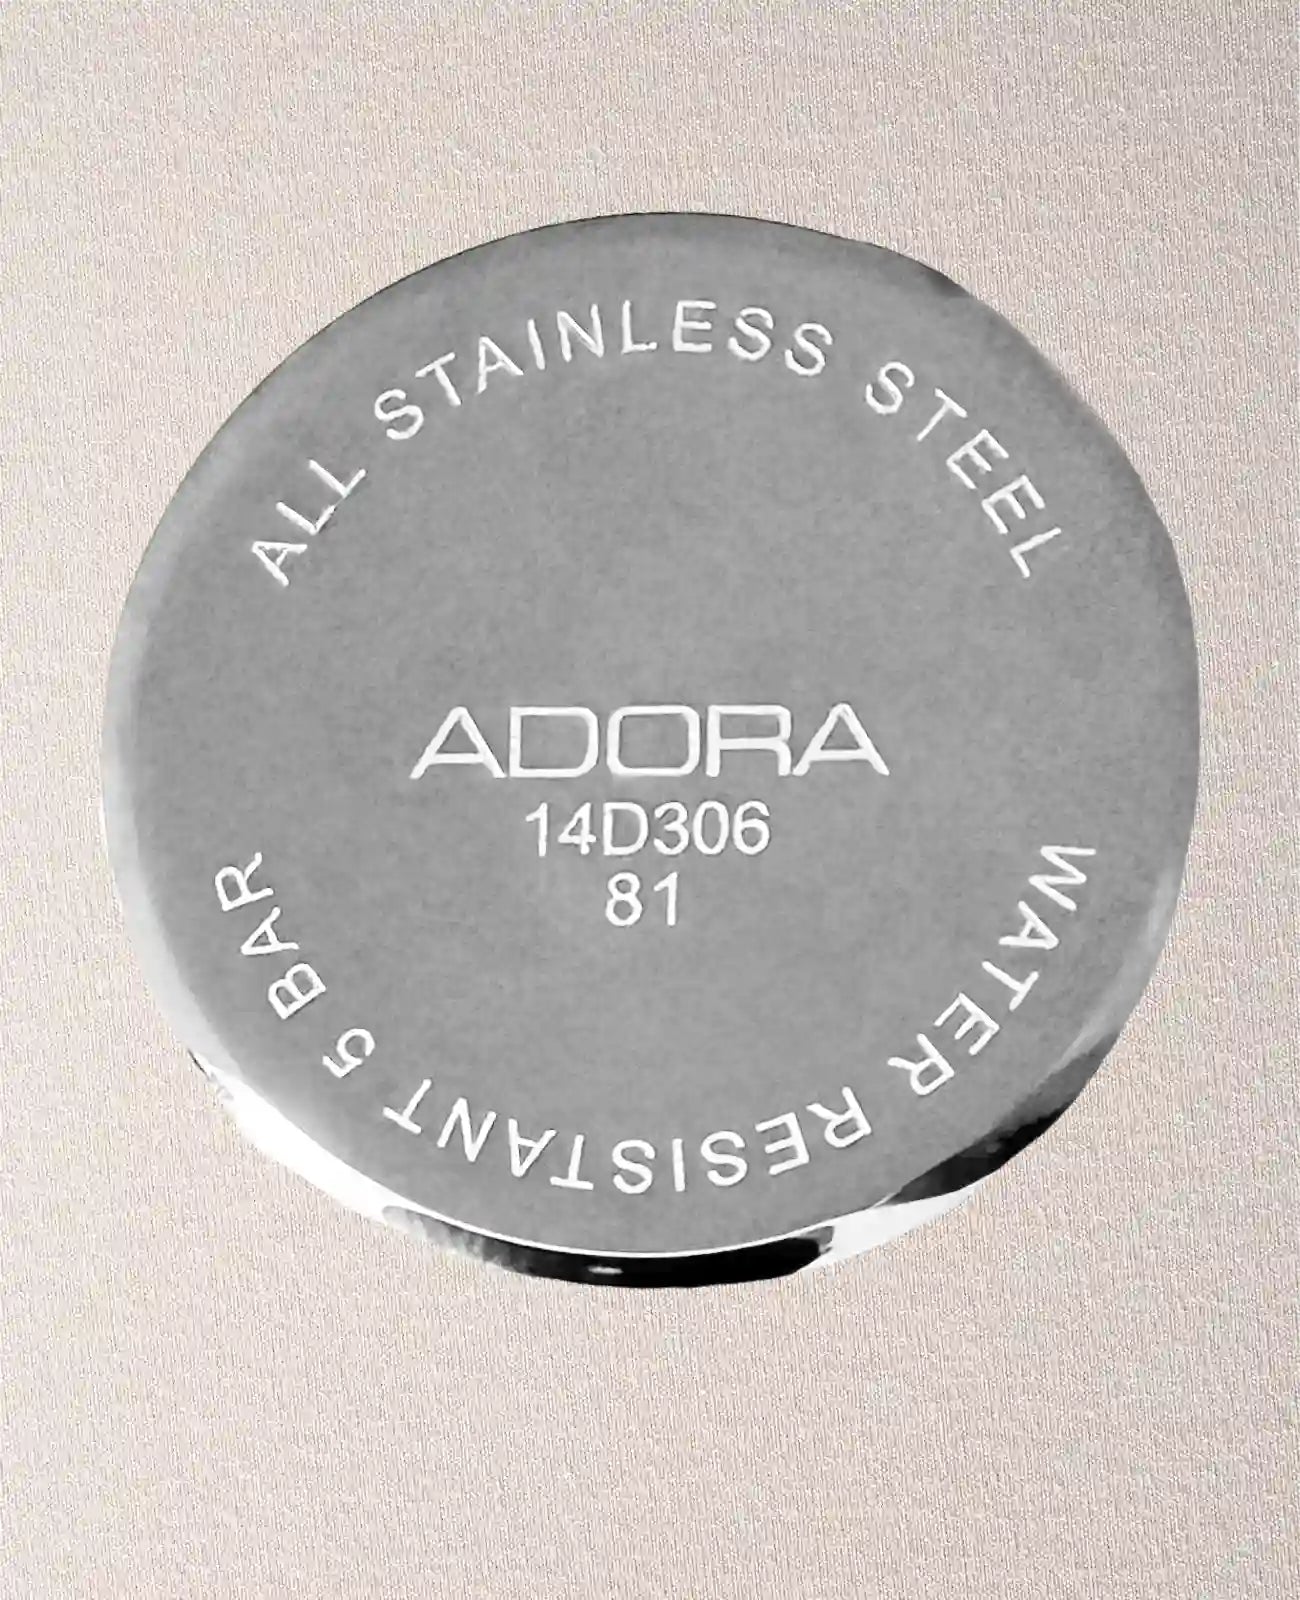 ALL STAINLESS STEEL
ADORA
14D306
81
WATER RESISTANT 5 BAR